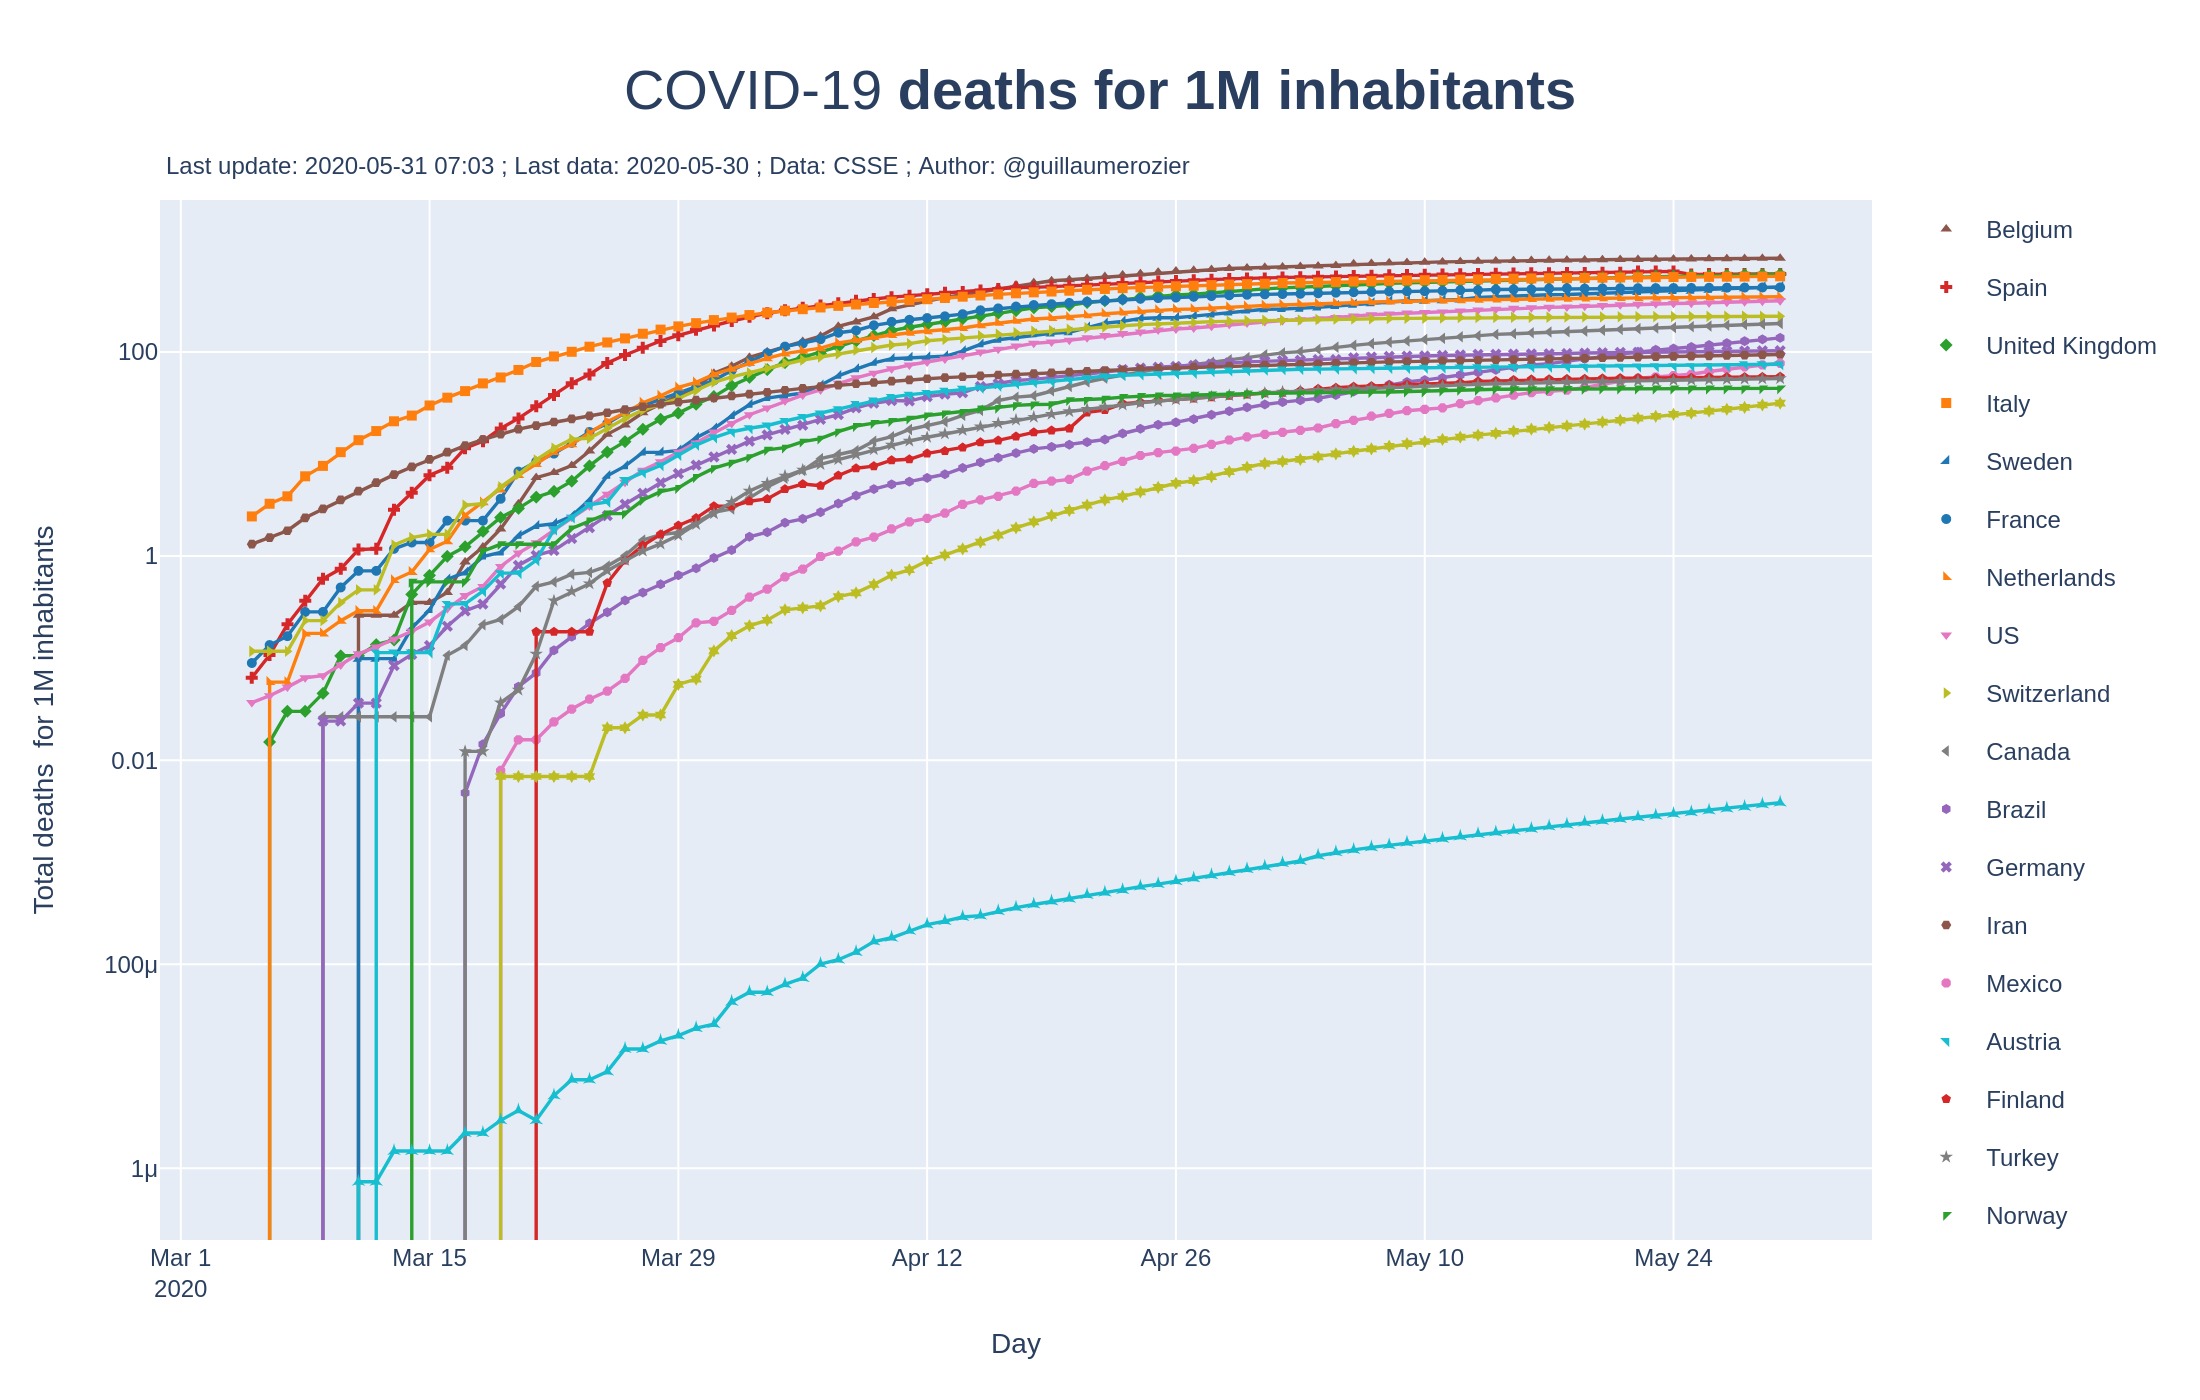 COVID-19 deaths for 1M inhabitants
Last update: 2020-05-31 07:03 ; Last data: 2020-05-30 ; Data: CSSE ; Author: @guillaumerozier
Total deaths for 1M inhabitants
100
1
0.01
100μ
1μ
Mar 1
2020
Mar 15
Mar 29
Apr 12
Apr 26
May 10
May 24
Day
Belgium
Spain
United Kingdom
Italy
Sweden
France
Netherlands
US
Switzerland
Canada
Brazil
Germany
Iran
Mexico
Austria
Finland
Turkey
Norway